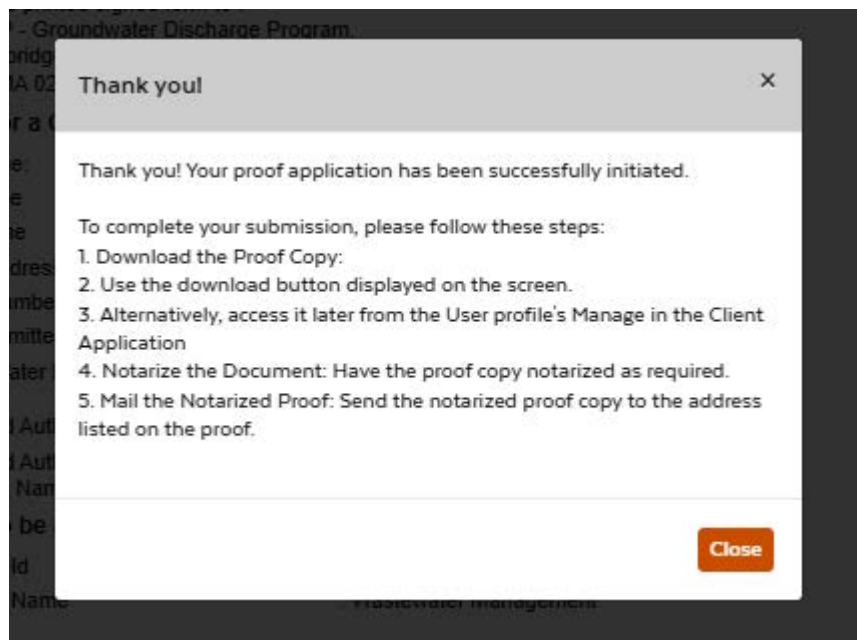 - Groundwater Discharge Program.
MA 02
Thank you!
×
r a
Thank you! Your proof application has been successfully initiated.
To complete your submission, please follow these steps:
1. Download the Proof Copy:
2. Use the download button displayed on the screen.
3. Alternatively, access it later from the User profile's Manage in the Client
Application
4. Notarize the Document: Have the proof copy notarized as required.
5. Mail the Notarized Proof: Send the notarized proof copy to the address
listed on the proof.
be
Close
Name
Wastewater Management